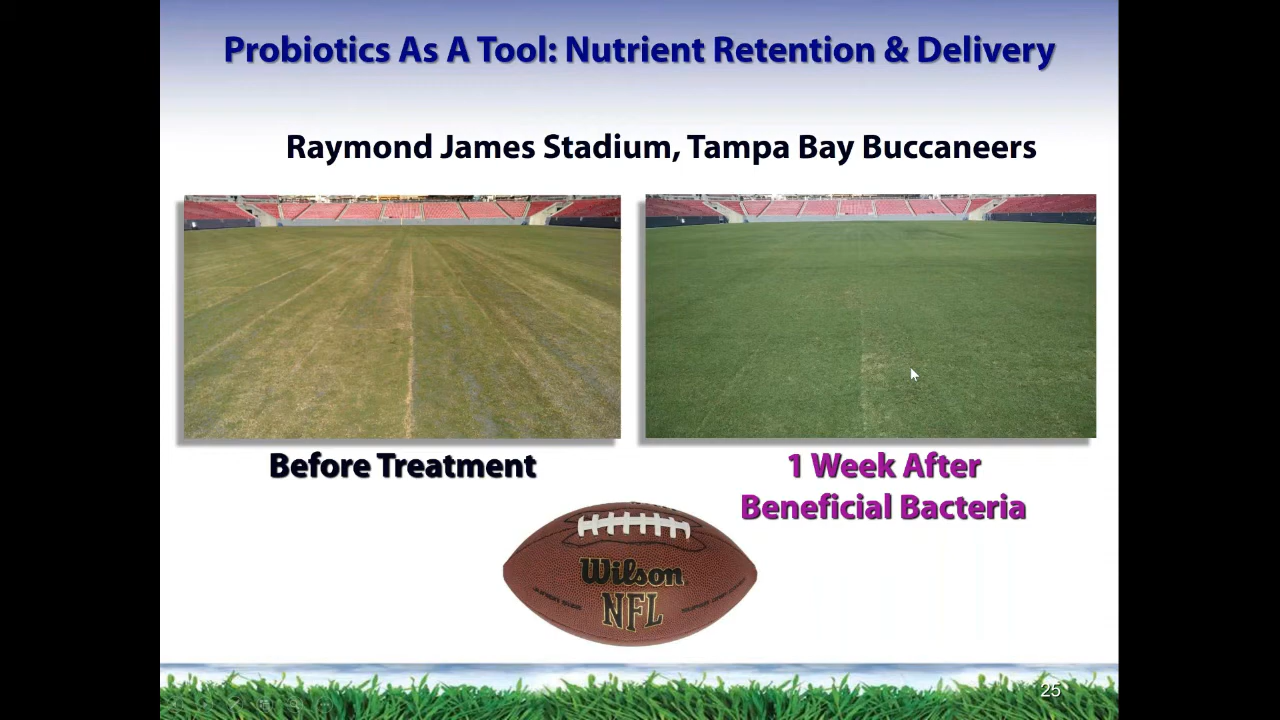 Probiotics As A Tool: Nutrient Retention & Delivery
Raymond James Stadium, Tampa Bay Buccaneers
Before Treatment
1 Week After
Beneficial Bacteria
Wilson
NFL
25